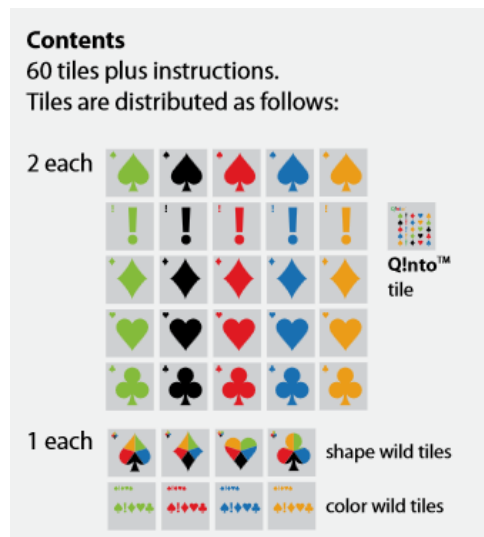 Contents
60 tiles plus instructions.
Tiles are distributed as follows:
2 each
Q!nto™
tile
1 each
shape wild tiles
color wild tiles